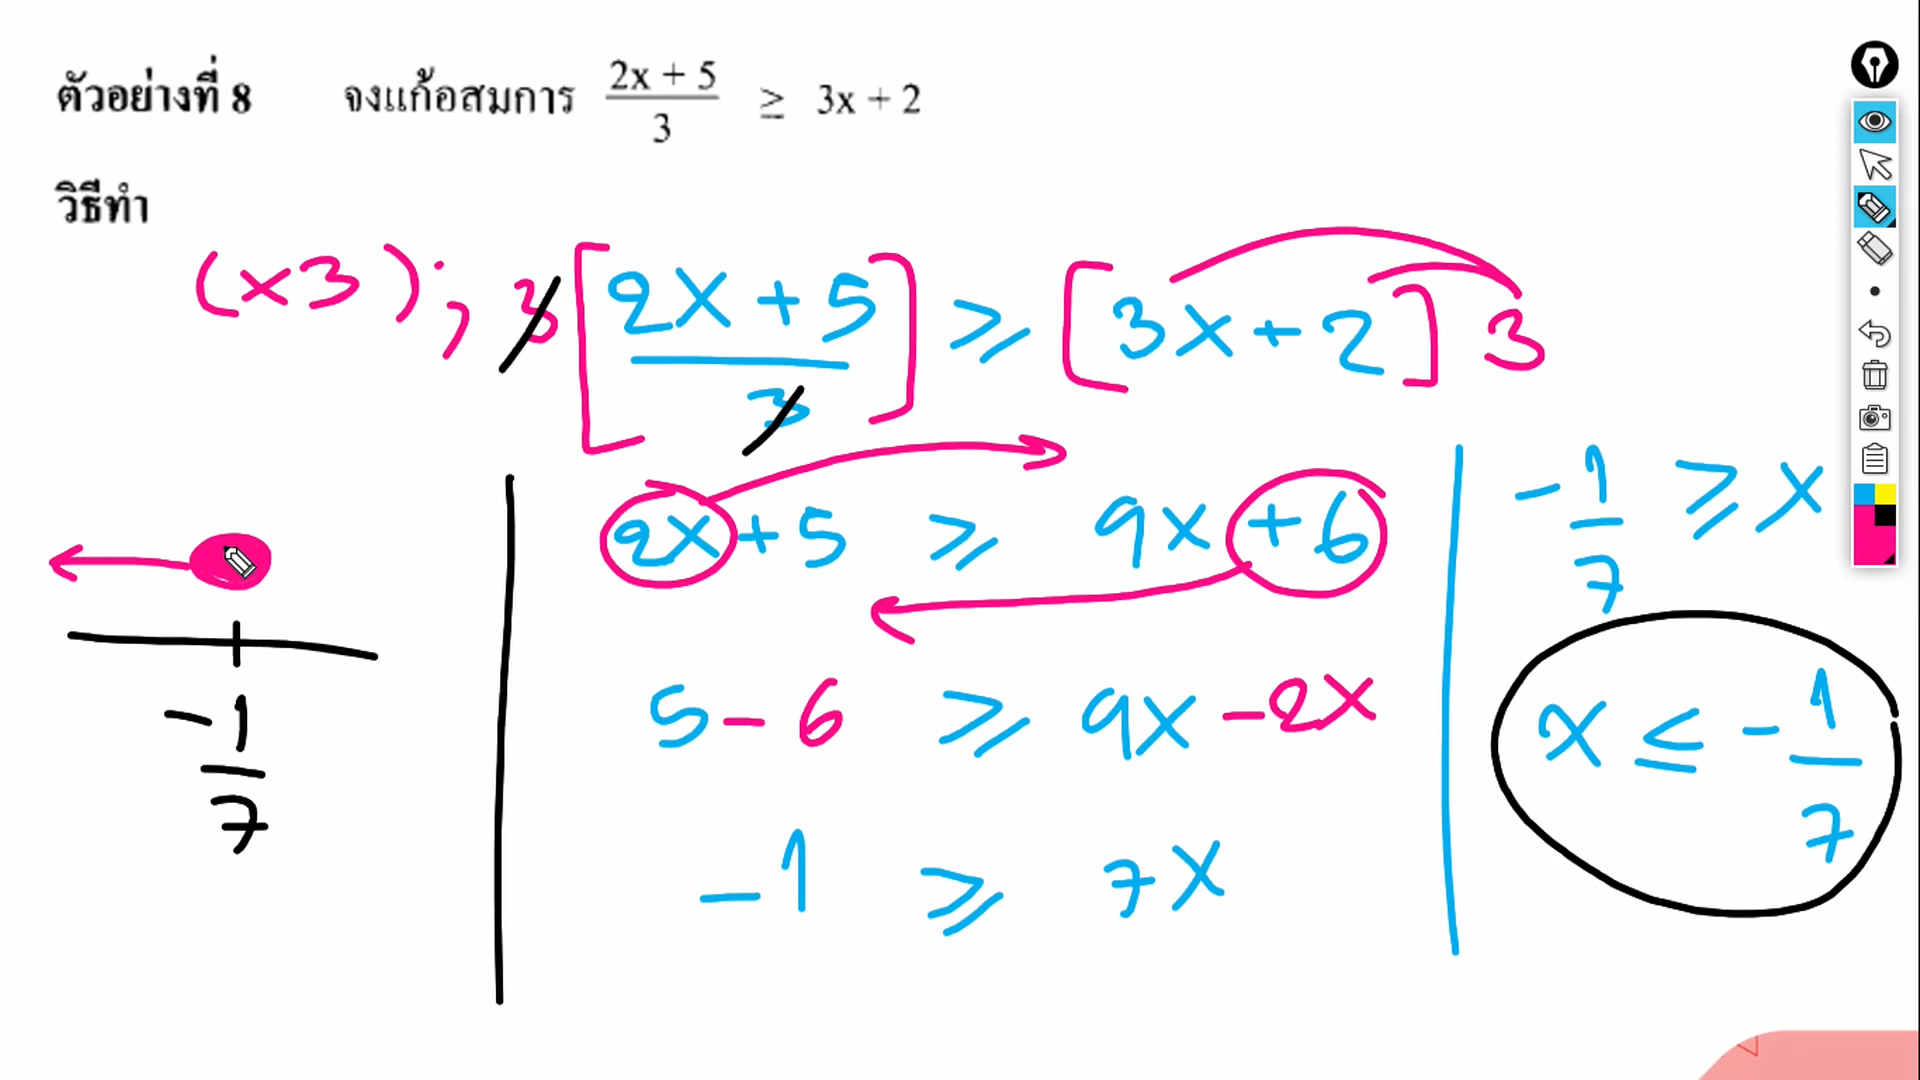 ตัวอย่างที่ 8 จงแก้อสมการ (2x + 5)/3 ≥ 3x + 2
วิธีทำ
(x3); 3[(2x + 5)/3] ≥ [3x + 2]3
2x + 5 ≥ 9x + 6
5 - 6 ≥ 9x - 2x
-1 ≥ 7x
-1/7 ≥ x
x ≤ -1/7
-1/7